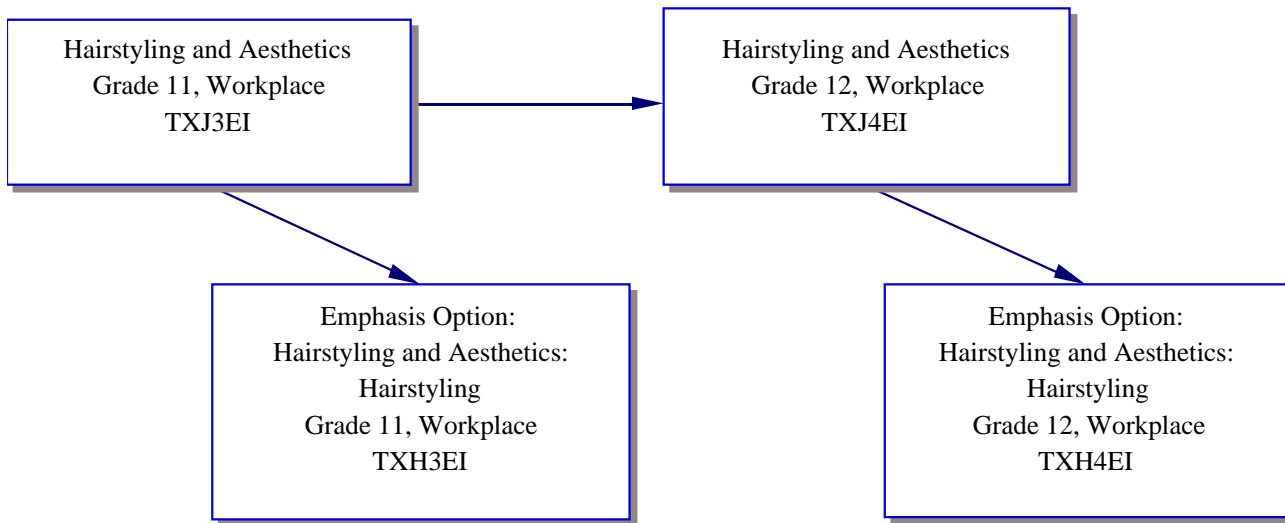 Hairstyling and Aesthetics
Grade 11, Workplace
TXJ3EI
Hairstyling and Aesthetics
Grade 12, Workplace
TXJ4EI
Emphasis Option:
Hairstyling and Aesthetics:
Hairstyling
Grade 11, Workplace
TXH3EI
Emphasis Option:
Hairstyling and Aesthetics:
Hairstyling
Grade 12, Workplace
TXH4EI